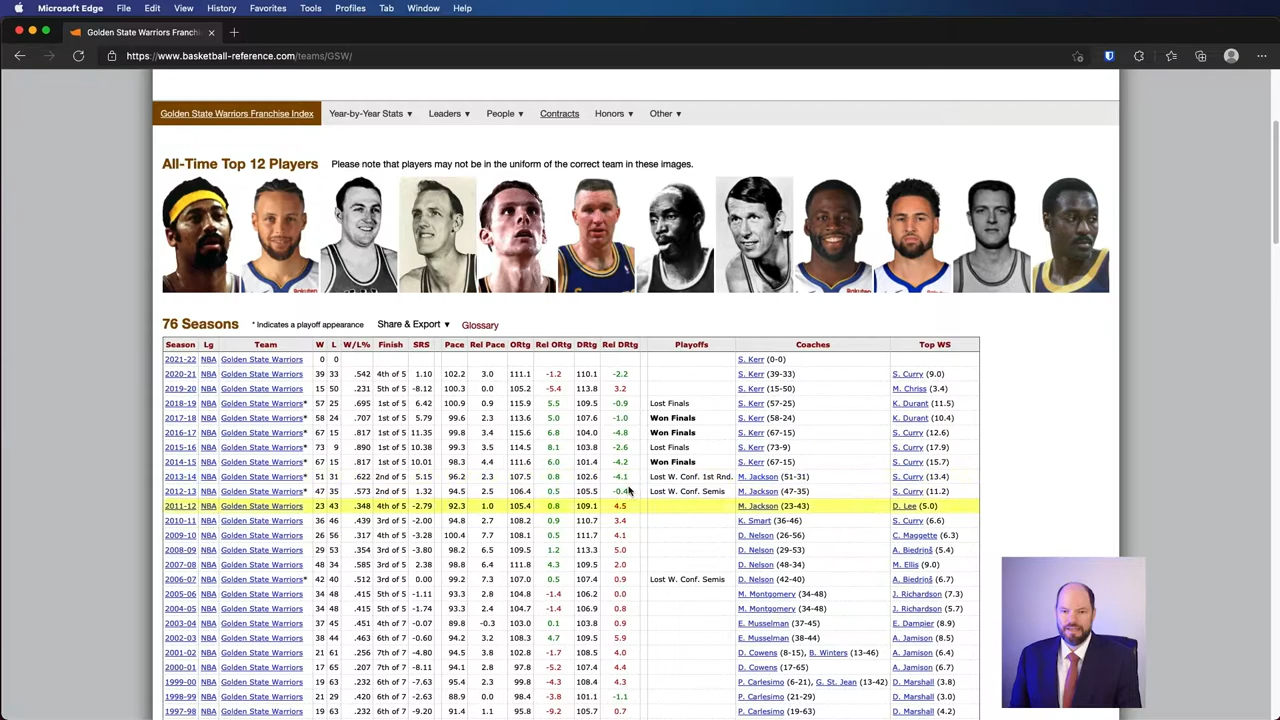 Microsoft Edge File Edit View History Favorites Tools Profiles Tab Window Help
Golden State Warriors Franchi
https://www.basketball-reference.com/teams/GSW/
Golden State Warriors Franchise Index Year-by-Year Stats ▼ Leaders ▼ People ▼ Contracts Honors ▼ Other ▼
All-Time Top 12 Players Please note that players may not be in the uniform of the correct team in these images.
76 Seasons * Indicates a playoff appearance Share & Export ▼ Glossary
Season Lg Team W L W/L% Finish SRS Pace Rel Pace ORtg Rel ORtg DRtg Rel DRtg Playoffs Coaches Top WS
2021-22 NBA Golden State Warriors 0 0 S. Kerr (0-0)
2020-21 NBA Golden State Warriors 39 33 .542 4th of 5 1.10 102.2 3.0 111.1 -1.2 110.1 -2.2 S. Kerr (39-33) S. Curry (9.0)
2019-20 NBA Golden State Warriors 15 50 .231 5th of 5 -8.12 100.3 0.0 105.2 -5.4 113.8 3.2 S. Kerr (15-50) M. Chriss (3.4)
2018-19 NBA Golden State Warriors* 57 25 .695 1st of 5 6.42 100.9 0.9 115.9 5.5 109.5 -0.9 Lost Finals S. Kerr (57-25) K. Durant (11.5)
2017-18 NBA Golden State Warriors* 58 24 .707 1st of 5 5.79 99.6 2.3 113.6 5.0 107.6 -1.0 Won Finals S. Kerr (58-24) K. Durant (10.4)
2016-17 NBA Golden State Warriors* 67 15 .817 1st of 5 11.35 99.8 3.4 115.6 6.8 104.0 -4.8 Won Finals S. Kerr (67-15) S. Curry (12.6)
2015-16 NBA Golden State Warriors* 73 9 .890 1st of 5 10.38 99.3 3.5 114.5 8.1 103.8 -2.6 Lost Finals S. Kerr (73-9) S. Curry (17.9)
2014-15 NBA Golden State Warriors* 67 15 .817 1st of 5 10.01 98.3 4.4 111.6 6.0 101.4 -4.2 Won Finals S. Kerr (67-15) S. Curry (15.7)
2013-14 NBA Golden State Warriors* 51 31 .622 2nd of 5 5.15 96.2 2.3 107.5 0.8 102.6 -4.1 Lost W. Conf. 1st Rnd. M. Jackson (51-31) S. Curry (13.4)
2012-13 NBA Golden State Warriors* 47 35 .573 2nd of 5 1.32 94.5 2.5 106.4 0.5 105.5 -0.4 Lost W. Conf. Semis M. Jackson (47-35) S. Curry (11.2)
2011-12 NBA Golden State Warriors 23 43 .348 4th of 5 -2.79 93.3 1.0 105.4 0.8 109.1 4.5 M. Jackson (23-43) D. Lee (5.0)
2010-11 NBA Golden State Warriors 36 46 .439 3rd of 5 -2.31 94.8 2.7 108.2 0.9 110.7 3.4 K. Smart (36-46) S. Curry (6.6)
2009-10 NBA Golden State Warriors 26 56 .317 4th of 5 -3.28 100.4 7.7 108.1 0.5 111.7 4.1 D. Nelson (26-56) C. Maggette (6.3)
2008-09 NBA Golden State Warriors 29 53 .354 3rd of 5 -3.80 98.2 6.5 109.5 1.2 113.3 5.0 D. Nelson (29-53) A. Biedriņš (5.4)
2007-08 NBA Golden State Warriors 48 34 .585 3rd of 5 2.38 98.8 6.4 111.8 4.3 109.5 2.0 D. Nelson (48-34) M. Ellis (9.0)
2006-07 NBA Golden State Warriors* 42 40 .512 3rd of 5 0.00 99.2 7.3 107.0 0.5 107.4 0.9 Lost W. Conf. Semis D. Nelson (42-40) A. Biedriņš (6.7)
2005-06 NBA Golden State Warriors 34 48 .415 5th of 5 -1.11 93.3 2.8 104.8 -1.4 106.2 0.0 M. Montgomery (34-48) J. Richardson (7.3)
2004-05 NBA Golden State Warriors 34 48 .415 5th of 5 -1.74 93.3 2.4 104.7 -1.4 106.9 0.8 M. Montgomery (34-48) J. Richardson (5.7)
2003-04 NBA Golden State Warriors 37 45 .451 4th of 7 -0.07 89.8 -0.3 103.0 0.1 103.8 0.9 E. Musselman (37-45) E. Dampier (8.9)
2002-03 NBA Golden State Warriors 38 44 .463 6th of 7 -0.60 94.2 3.2 108.3 4.7 109.5 5.9 E. Musselman (38-44) A. Jamison (8.5)
2001-02 NBA Golden State Warriors 21 61 .256 7th of 7 -4.80 94.5 3.8 102.8 -1.7 108.5 4.0 D. Cowens (8-15), B. Winters (13-46) A. Jamison (6.4)
2000-01 NBA Golden State Warriors 17 65 .207 7th of 7 -8.11 94.1 2.8 97.8 -5.2 107.4 4.4 D. Cowens (17-65) A. Jamison (6.7)
1999-00 NBA Golden State Warriors 19 63 .232 6th of 7 -7.63 95.4 2.3 99.8 -4.3 108.4 4.3 P. Carlesimo (6-21), G. St. Jean (13-42) D. Marshall (3.8)
1998-99 NBA Golden State Warriors 21 29 .420 6th of 7 -2.63 88.9 0.0 98.4 -3.8 101.1 -1.1 P. Carlesimo (21-29) D. Marshall (3.0)
1997-98 NBA Golden State Warriors 19 63 .232 6th of 7 -9.20 91.4 1.1 95.8 -9.2 105.7 0.7 P. Carlesimo (19-63) D. Marshall (4.2)